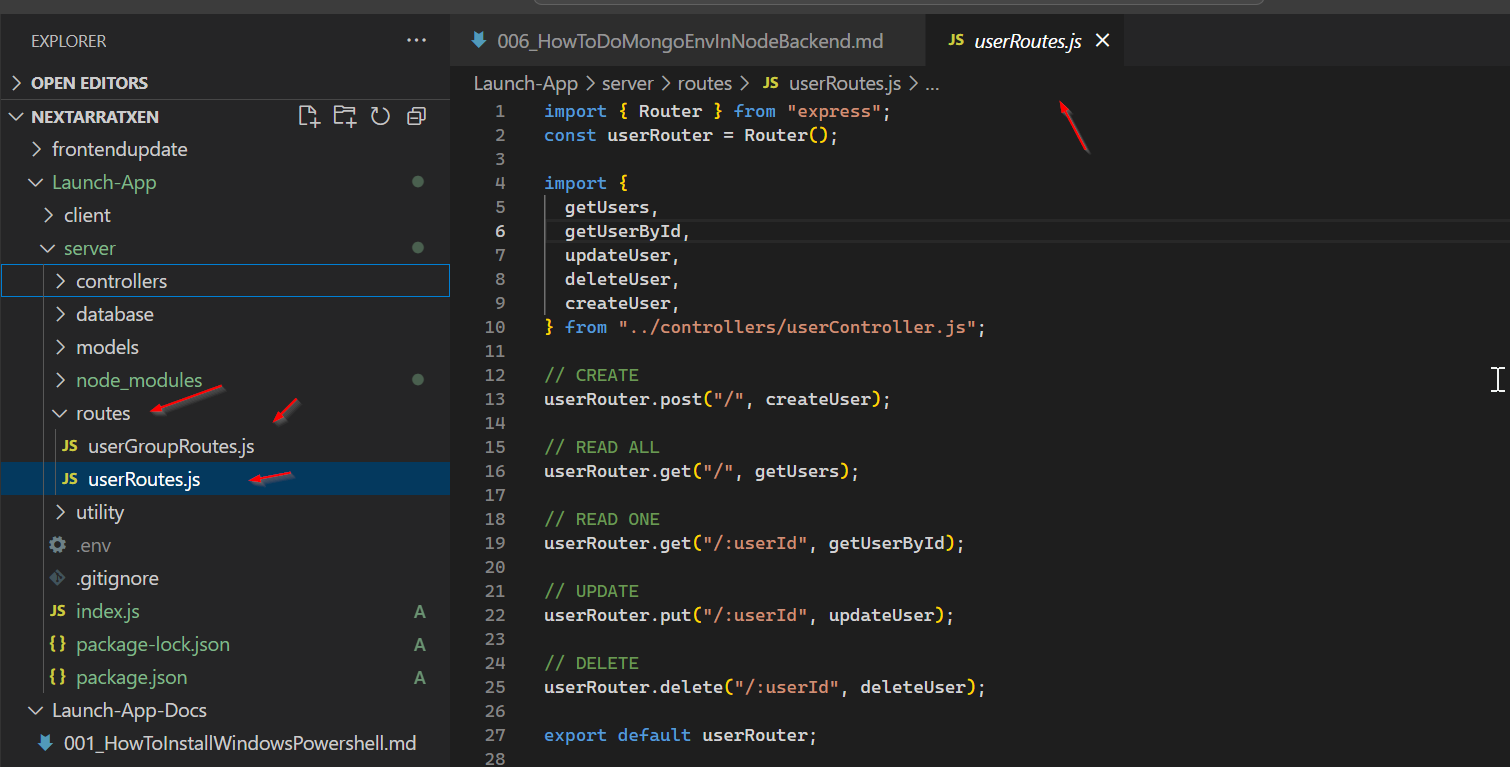 EXPLORER
OPEN EDITORS
NEXTARRATXEN
frontendupdate
Launch-App
client
server
controllers
database
models
node_modules
routes
JS userGroupRoutes.js
JS userRoutes.js
utility
.env
.gitignore
JS index.js A
{} package-lock.json A
{} package.json A
Launch-App-Docs
001_HowToInstallWindowsPowershell.md
006_HowToDoMongoEnvInNodeBackend.md
JS userRoutes.js
Launch-App > server > routes > JS userRoutes.js > ...
1 import { Router } from "express";
2 const userRouter = Router();
3
4 import {
5 getUsers,
6 getUserById,
7 updateUser,
8 deleteUser,
9 createUser,
10 } from "../controllers/userController.js";
11
12 // CREATE
13 userRouter.post("/", createUser);
14
15 // READ ALL
16 userRouter.get("/", getUsers);
17
18 // READ ONE
19 userRouter.get("/:userId", getUserById);
20
21 // UPDATE
22 userRouter.put("/:userId", updateUser);
23
24 // DELETE
25 userRouter.delete("/:userId", deleteUser);
26
27 export default userRouter;
28